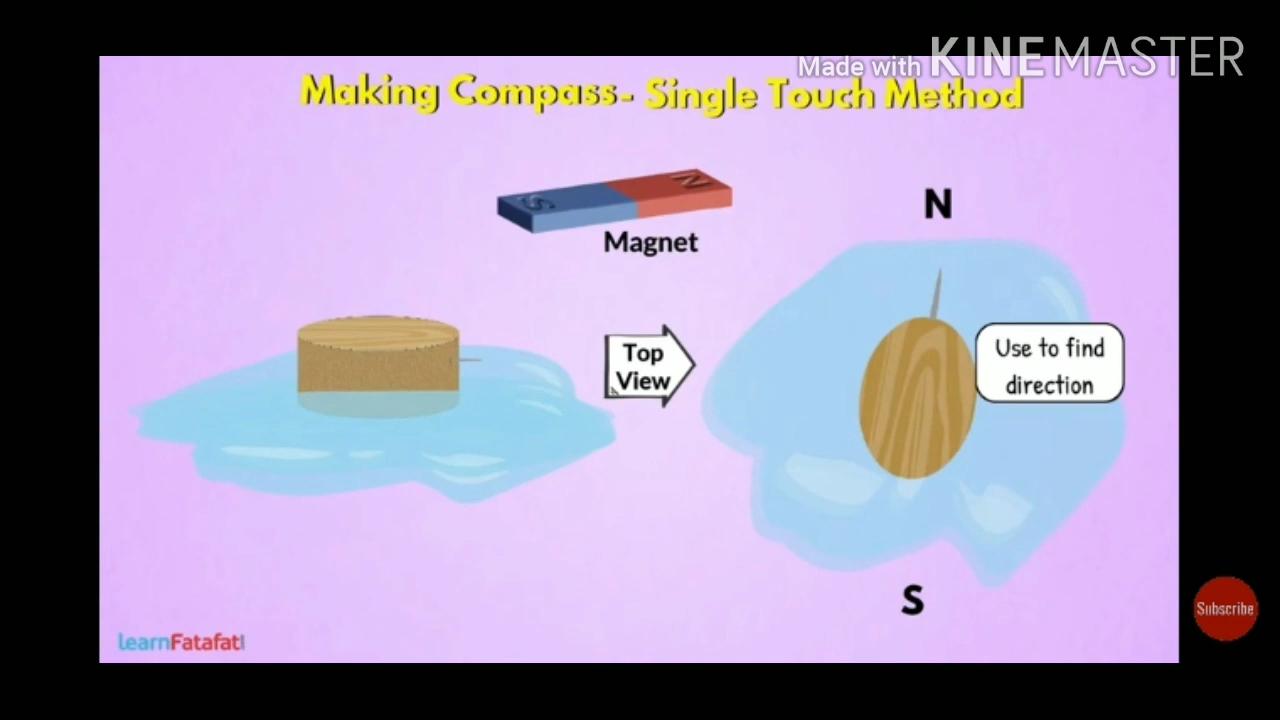 Made with KINEMASTER
Making Compass- Single Touch Method
S N
Magnet
N
Top
View
Use to find
direction
S
Subscribe
learnFatafat